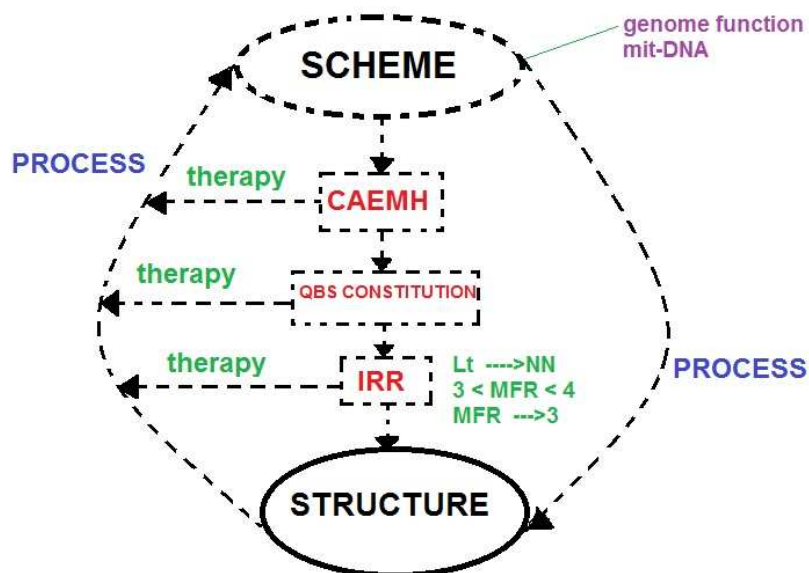 genome function
mit-DNA
SCHEME
PROCESS
therapy
CAEMH
therapy
QBS CONSTITUTION
therapy
IRR
Lt ---->NN
3 < MFR < 4
MFR --->3
PROCESS
STRUCTURE